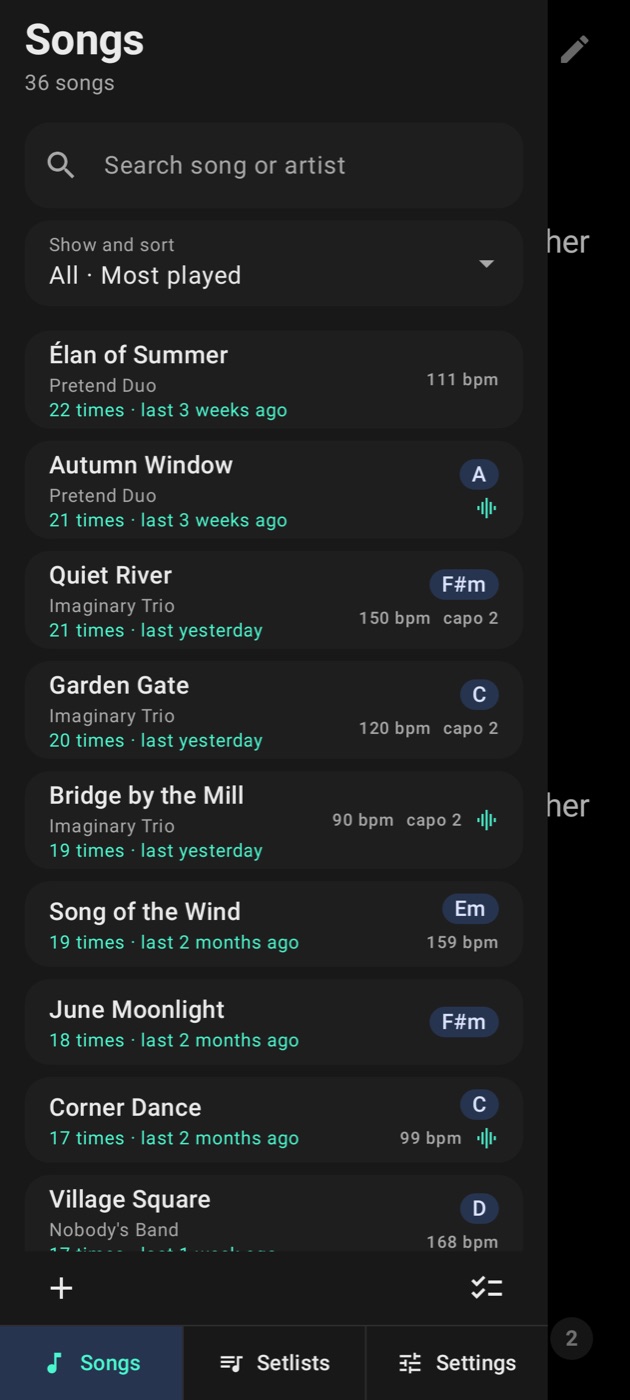 Songs
36 songs
Search song or artist
her
Show and sort
All · Most played
Élan of Summer
Pretend Duo
111 bpm
22 times · last 3 weeks ago
Autumn Window
A
Pretend Duo
21 times · last 3 weeks ago
Quiet River
F#m
Imaginary Trio
150 bpm capo 2
21 times · last yesterday
Garden Gate
C
Imaginary Trio
120 bpm capo 2
20 times · last yesterday
Bridge by the Mill
her
Imaginary Trio
90 bpm capo 2
19 times · last yesterday
Song of the Wind
Em
19 times · last 2 months ago
159 bpm
June Moonlight
F#m
18 times · last 2 months ago
Corner Dance
C
17 times · last 2 months ago
99 bpm
Village Square
D
Nobody's Band
168 bpm
17 times · last 1 week ago
2
Songs
Setlists
Settings